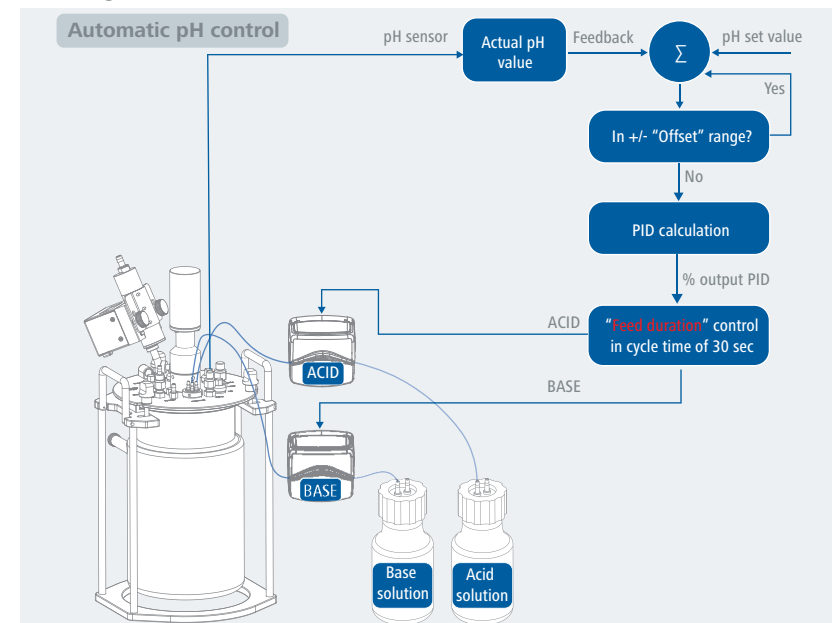 Automatic pH control
pH sensor
Actual pH
value
Feedback
∑
pH set value
Yes
In +/- “Offset” range?
No
PID calculation
% output PID
ACID
“Feed duration” control
in cycle time of 30 sec
ACID
BASE
BASE
Base
solution
Acid
solution